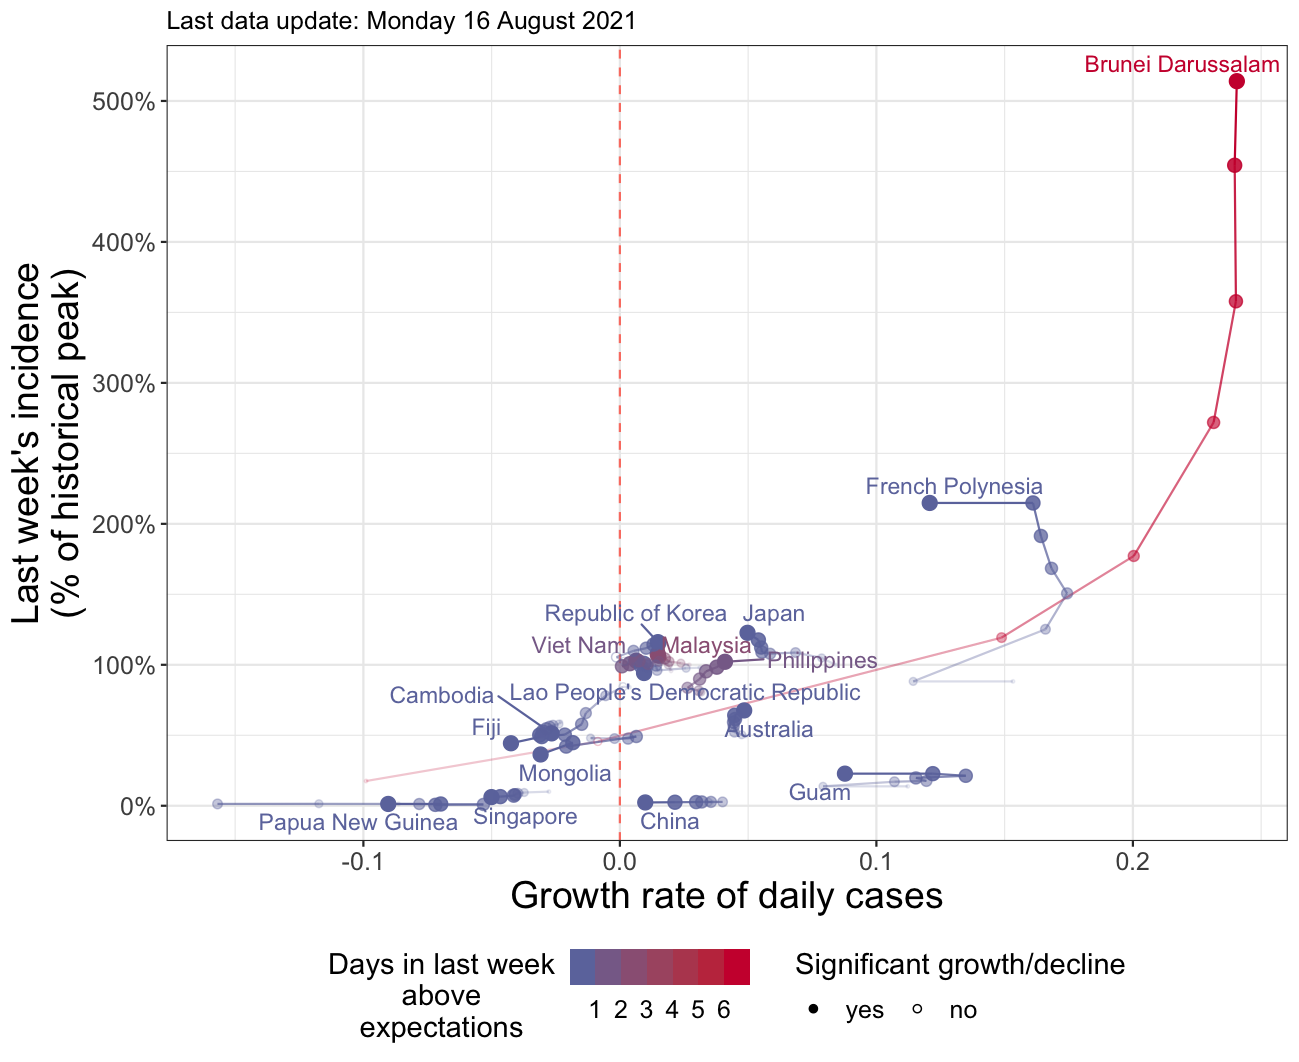 Last data update: Monday 16 August 2021
Brunei Darussalam
500%
400%
300%
200%
100%
0%
Last week's incidence
(% of historical peak)
French Polynesia
Republic of Korea
Japan
Viet Nam
Malaysia
Philippines
Cambodia
Lao People's Democratic Republic
Fiji
Australia
Mongolia
Guam
Papua New Guinea
Singapore
China
-0.1
0.0
0.1
0.2
Growth rate of daily cases
Days in last week
above
expectations
1 2 3 4 5 6
Significant growth/decline
yes
no